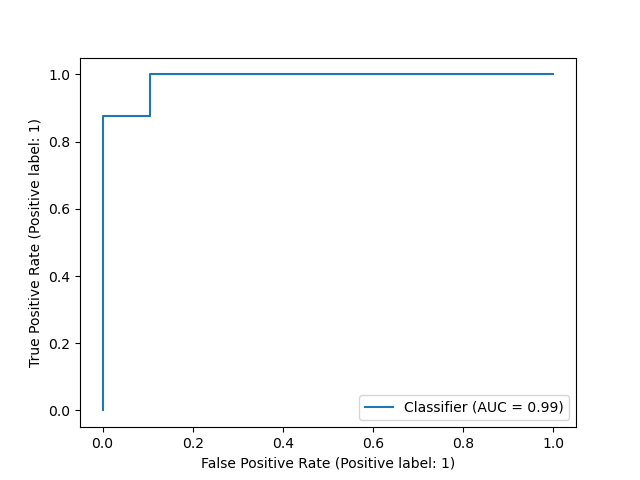 1.0
0.8
0.6
0.4
0.2
0.0
True Positive Rate (Positive label: 1)
Classifier (AUC = 0.99)
0.0 0.2 0.4 0.6 0.8 1.0
False Positive Rate (Positive label: 1)